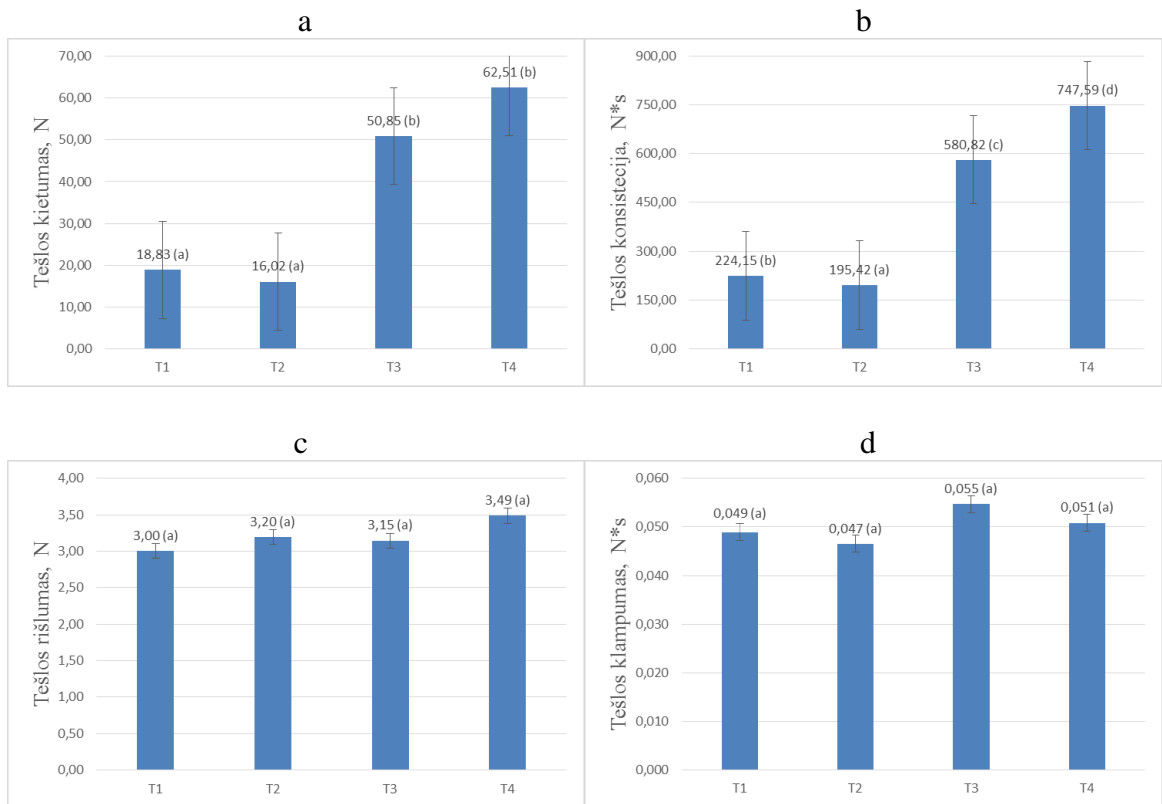 a
70,00
60,00
50,00
40,00
30,00
20,00
10,00
0,00
Tešlos kietumas, N
18,83 (a)
16,02 (a)
50,85 (b)
62,51 (b)
T1 T2 T3 T4
b
900,00
750,00
600,00
450,00
300,00
150,00
0,00
Tešlos konsistecija, N*s
224,15 (b)
195,42 (a)
580,82 (c)
747,59 (d)
T1 T2 T3 T4
c
4,00
3,50
3,00
2,50
2,00
1,50
1,00
0,50
0,00
Tešlos rišlumas, N
3,00 (a)
3,20 (a)
3,15 (a)
3,49 (a)
T1 T2 T3 T4
d
0,060
0,050
0,040
0,030
0,020
0,010
0,000
Tešlos klampumas, N*s
0,049 (a)
0,047 (a)
0,055 (a)
0,051 (a)
T1 T2 T3 T4